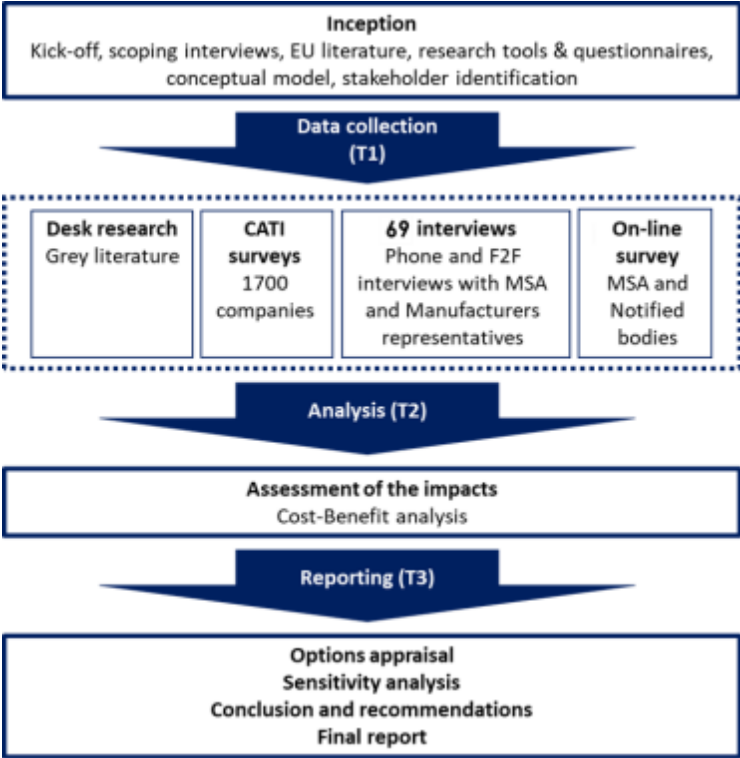 Inception
Kick-off, scoping interviews, EU literature, research tools & questionnaires,
conceptual model, stakeholder identification
Data collection
(T1)
Desk research
Grey literature
CATI
surveys
1700
companies
69 interviews
Phone and F2F
interviews with MSA
and Manufacturers
representatives
On-line
survey
MSA and
Notified
bodies
Analysis (T2)
Assessment of the impacts
Cost-Benefit analysis
Reporting (T3)
Options appraisal
Sensitivity analysis
Conclusion and recommendations
Final report